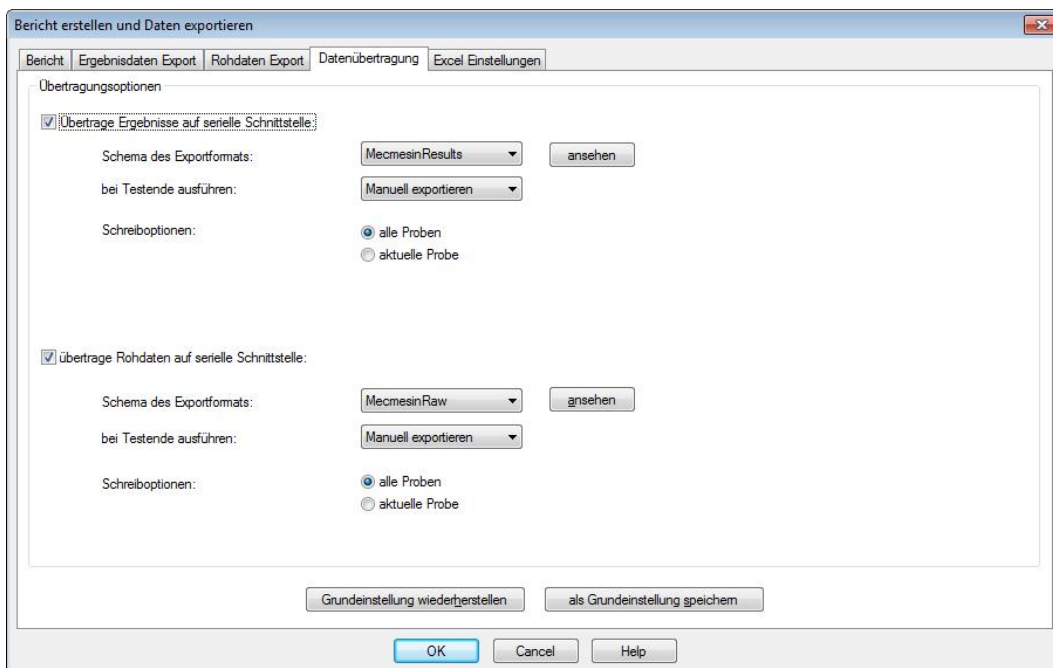 Bericht erstellen und Daten exportieren
Bericht Ergebnisdaten Export Rohdaten Export Datenübertragung Excel Einstellungen
Übertragungsoptionen
Übertrage Ergebnisse auf serielle Schnittstelle:
Schema des Exportformats: MecmesinResults ansehen
bei Testende ausführen: Manuell exportieren
Schreiboptionen: alle Proben
aktuelle Probe
übertrage Rohdaten auf serielle Schnittstelle:
Schema des Exportformats: MecmesinRaw ansehen
bei Testende ausführen: Manuell exportieren
Schreiboptionen: alle Proben
aktuelle Probe
Grundeinstellung wiederherstellen als Grundeinstellung speichern
OK Cancel Help